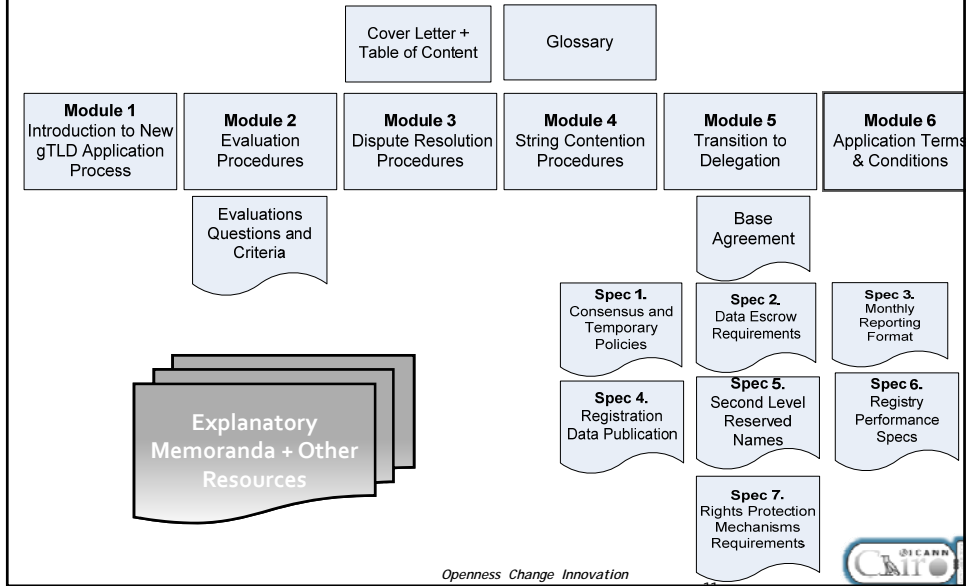 Cover Letter +
Table of Content
Glossary
Module 1
Introduction to New
gTLD Application
Process
Module 2
Evaluation
Procedures
Module 3
Dispute Resolution
Procedures
Module 4
String Contention
Procedures
Module 5
Transition to
Delegation
Module 6
Application Terms
& Conditions
Evaluations
Questions and
Criteria
Base
Agreement
Spec 1.
Consensus and
Temporary
Policies
Spec 2.
Data Escrow
Requirements
Spec 3.
Monthly
Reporting
Format
Spec 4.
Registration
Data Publication
Spec 5.
Second Level
Reserved
Names
Spec 6.
Registry
Performance
Specs
Explanatory
Memoranda + Other
Resources
Spec 7.
Rights Protection
Mechanisms
Requirements
Openness Change Innovation
ICANN
Cairo